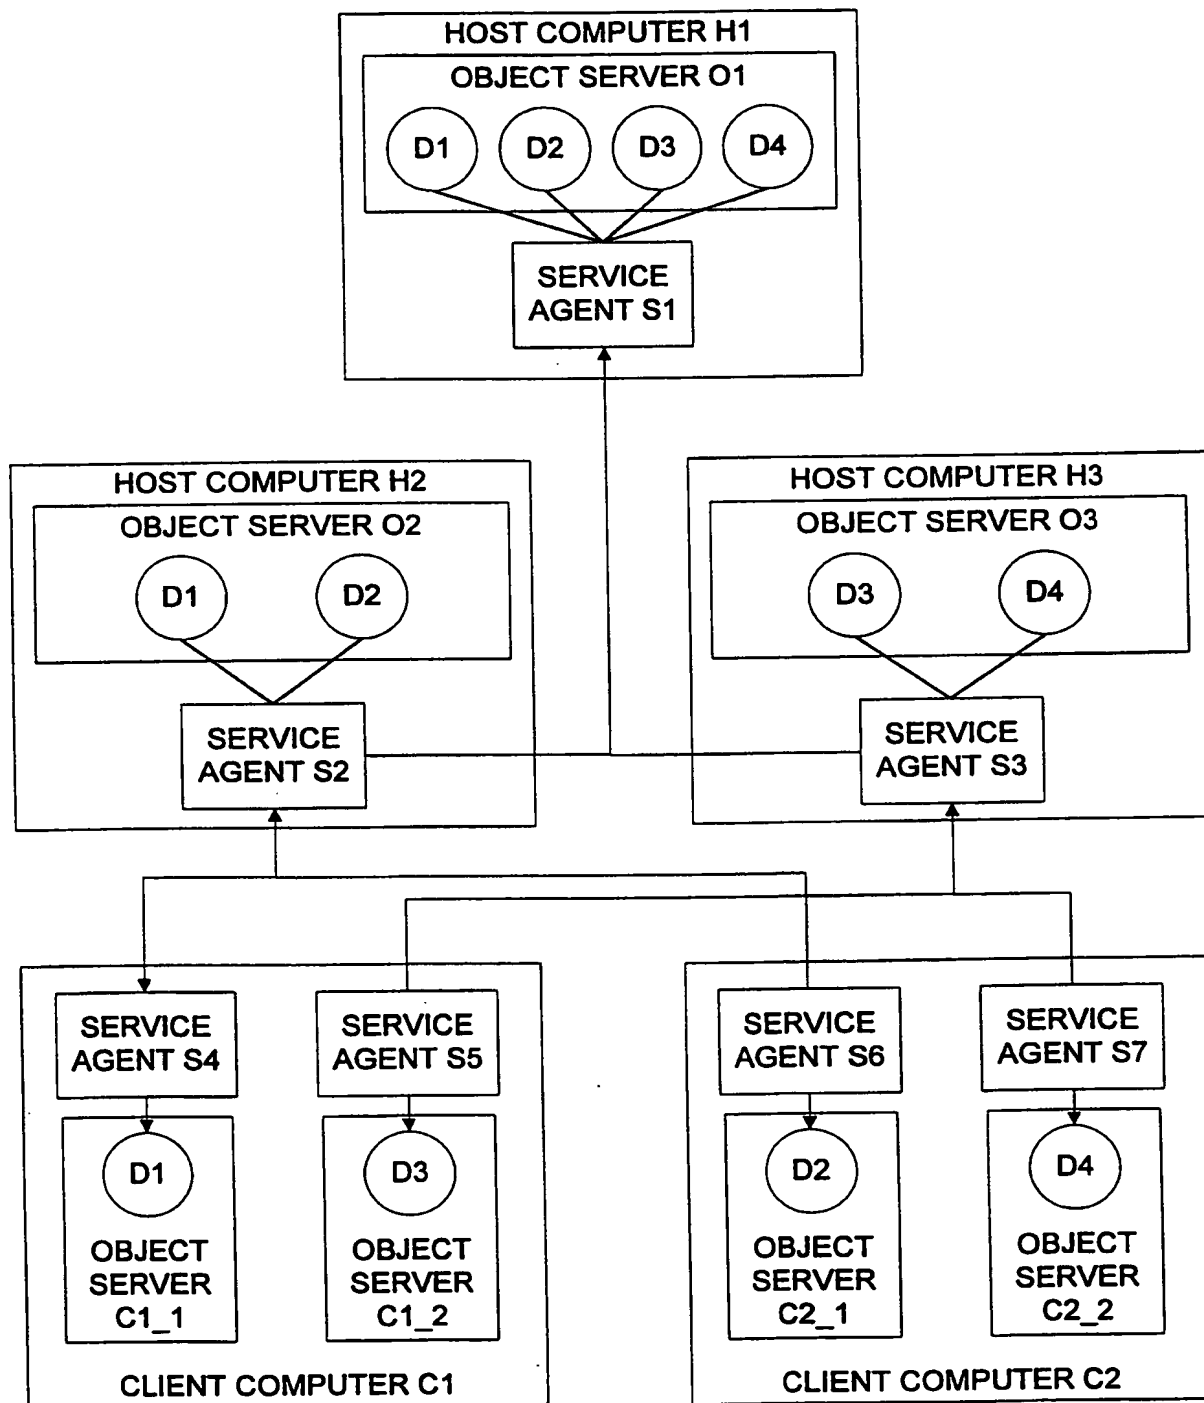 HOST COMPUTER H1
OBJECT SERVER O1
D1 D2 D3 D4
SERVICE
AGENT S1
HOST COMPUTER H2
OBJECT SERVER O2
D1 D2
SERVICE
AGENT S2
HOST COMPUTER H3
OBJECT SERVER O3
D3 D4
SERVICE
AGENT S3
SERVICE
AGENT S4
D1
OBJECT
SERVER
C1_1
SERVICE
AGENT S5
D3
OBJECT
SERVER
C1_2
CLIENT COMPUTER C1
SERVICE
AGENT S6
D2
OBJECT
SERVER
C2_1
SERVICE
AGENT S7
D4
OBJECT
SERVER
C2_2
CLIENT COMPUTER C2